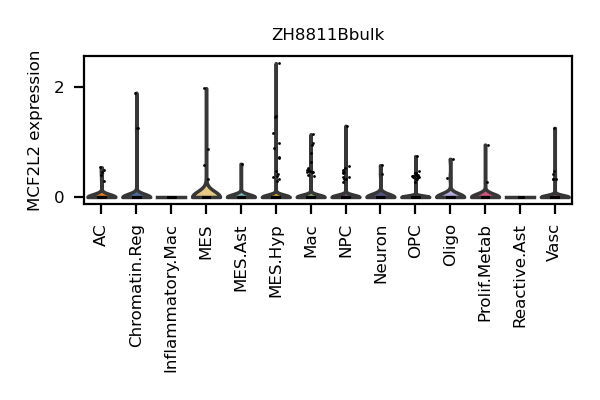 ZH8811Bbulk
MCF2L2 expression
2
0
AC
Chromatin.Reg
Inflammatory.Mac
MES
MES.Ast
MES.Hyp
Mac
NPC
Neuron
OPC
Oligo
Prolif.Metab
Reactive.Ast
Vasc